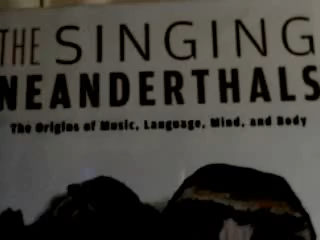 THE SINGING
NEANDERTHALS
The Origins of Music, Language, Mind, and Body